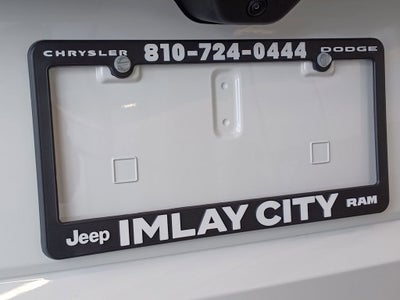 CHRYSLER 810-724-0444 DODGE
Jeep IMLAY CITY RAM